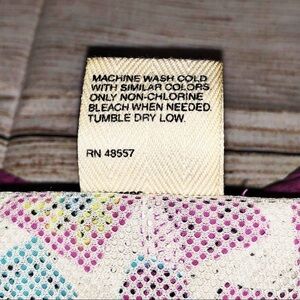 MACHINE WASH COLD
WITH SIMILAR COLORS.
ONLY NON-CHLORINE
BLEACH WHEN NEEDED.
TUMBLE DRY LOW.
RN 48557